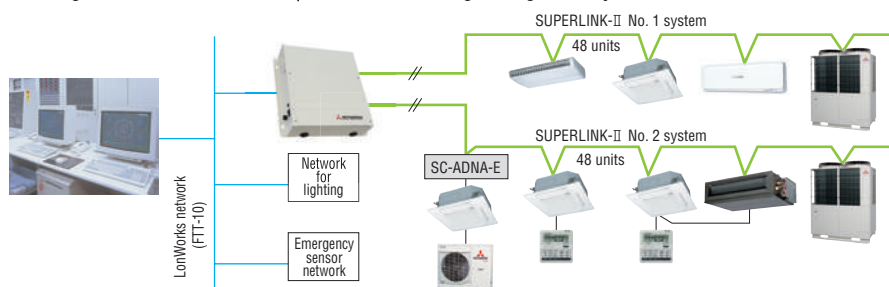 SUPERLINK-II No. 1 system
48 units
SUPERLINK-II No. 2 system
48 units
SC-ADNA-E
LonWorks network
(FTT-10)
Network
for
lighting
Emergency
sensor
network